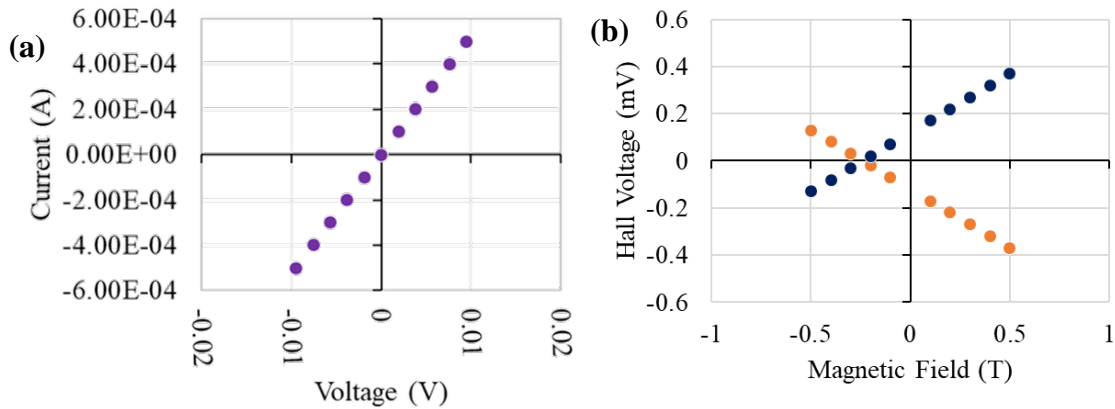 (a)
Current (A)
6.00E-04
4.00E-04
2.00E-04
0.00E+00
-2.00E-04
-4.00E-04
-6.00E-04
-0.02
-0.01
0
0.01
0.02
Voltage (V)
(b)
Hall Voltage (mV)
0.6
0.4
0.2
0
-0.2
-0.4
-0.6
-1
-0.5
0
0.5
1
Magnetic Field (T)